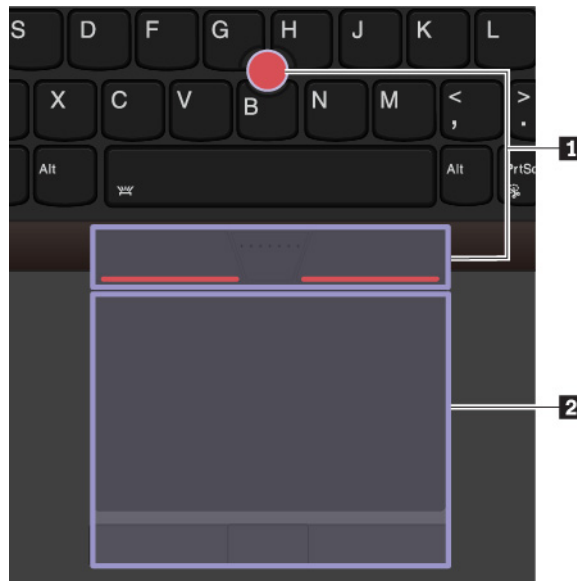 S D F G H J K L
X C V B N M < , > .
1
Alt Alt PrtSc
2